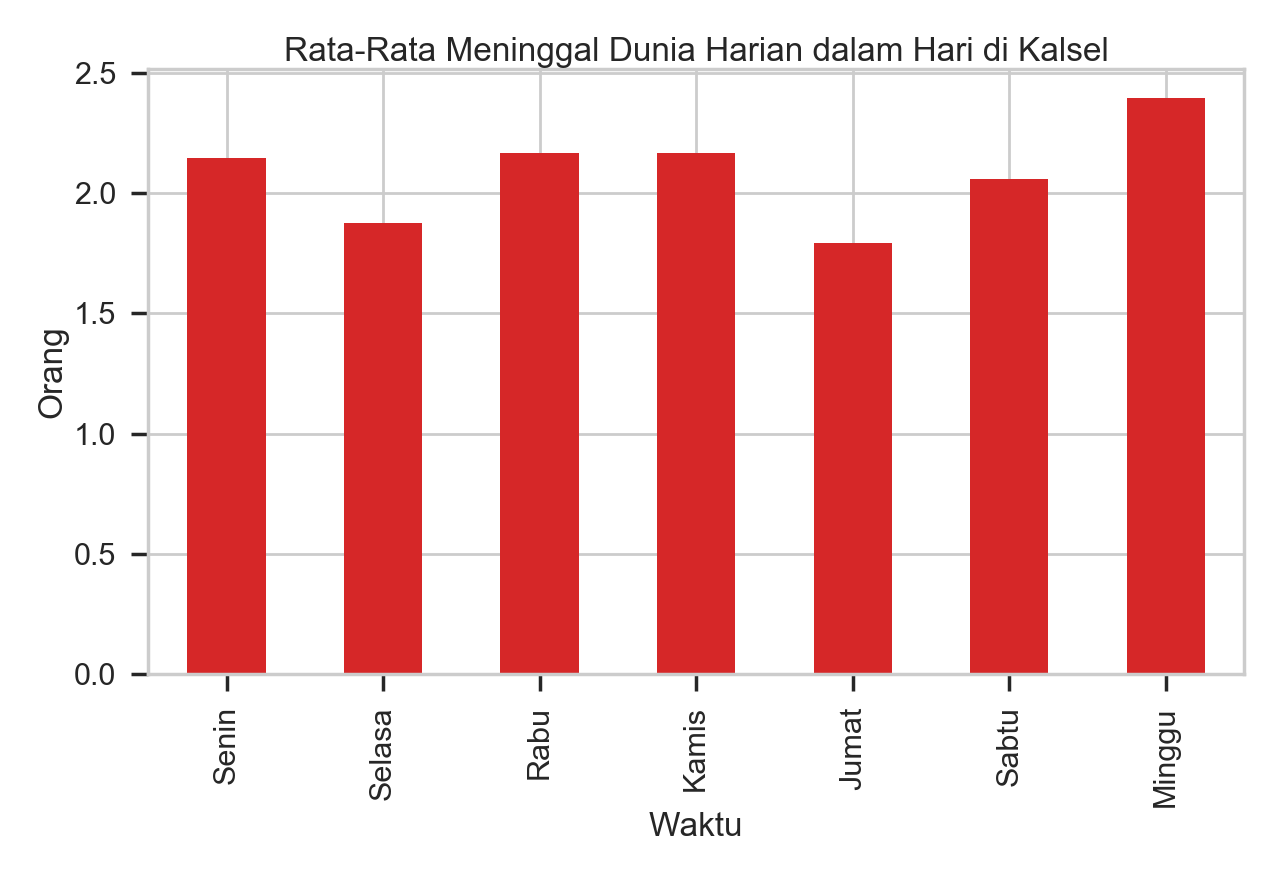 Rata-Rata Meninggal Dunia Harian dalam Hari di Kalsel
2.5
2.0
1.5
1.0
0.5
0.0
Orang
Senin
Selasa
Rabu
Kamis
Jumat
Sabtu
Minggu
Waktu